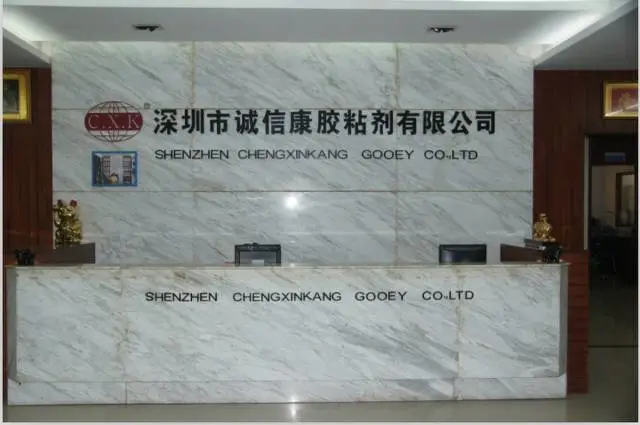 C.X.K ®
深圳市诚信康胶粘剂有限公司
SHENZHEN CHENGXINKANG GOOEY CO.,LTD
SHENZHEN CHENGXINKANG GOOEY CO.,LTD